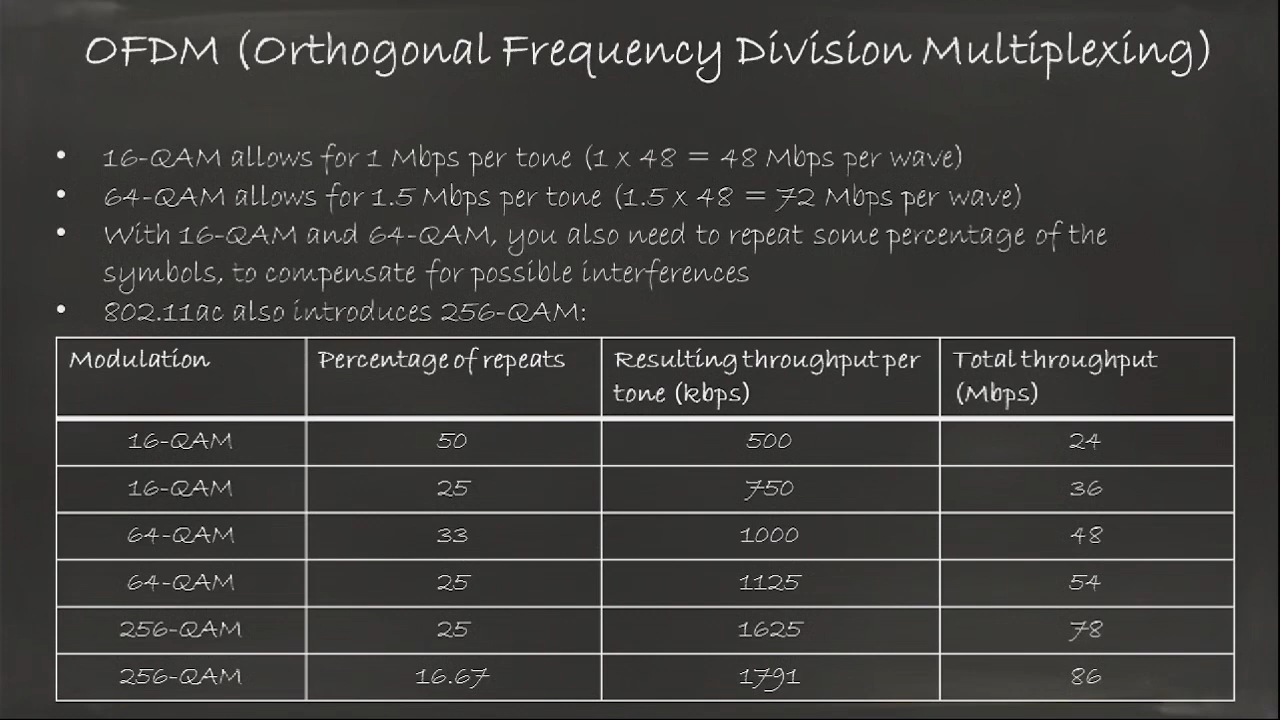 OFDM (Orthogonal Frequency Division Multiplexing)
• 16-QAM allows for 1 Mbps per tone (1 x 48 = 48 Mbps per wave)
• 64-QAM allows for 1.5 Mbps per tone (1.5 x 48 = 72 Mbps per wave)
• With 16-QAM and 64-QAM, you also need to repeat some percentage of the
symbols, to compensate for possible interferences
• 802.11ac also introduces 256-QAM:
Modulation Percentage of repeats Resulting throughput per Total throughput
tone (kbps) (Mbps)
16-QAM 50 500 24
16-QAM 25 750 36
64-QAM 33 1000 48
64-QAM 25 1125 54
256-QAM 25 1625 78
256-QAM 16.67 1791 86